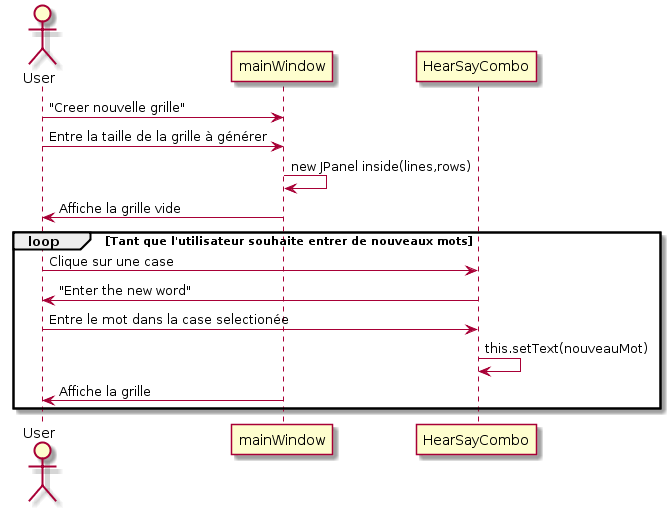 User
mainWindow
HearSayCombo
"Creer nouvelle grille"
Entre la taille de la grille à générer
new JPanel inside(lines,rows)
Affiche la grille vide
loop [Tant que l'utilisateur souhaite entrer de nouveaux mots]
Clique sur une case
"Enter the new word"
Entre le mot dans la case selectionée
this.setText(nouveauMot)
Affiche la grille
User
mainWindow
HearSayCombo